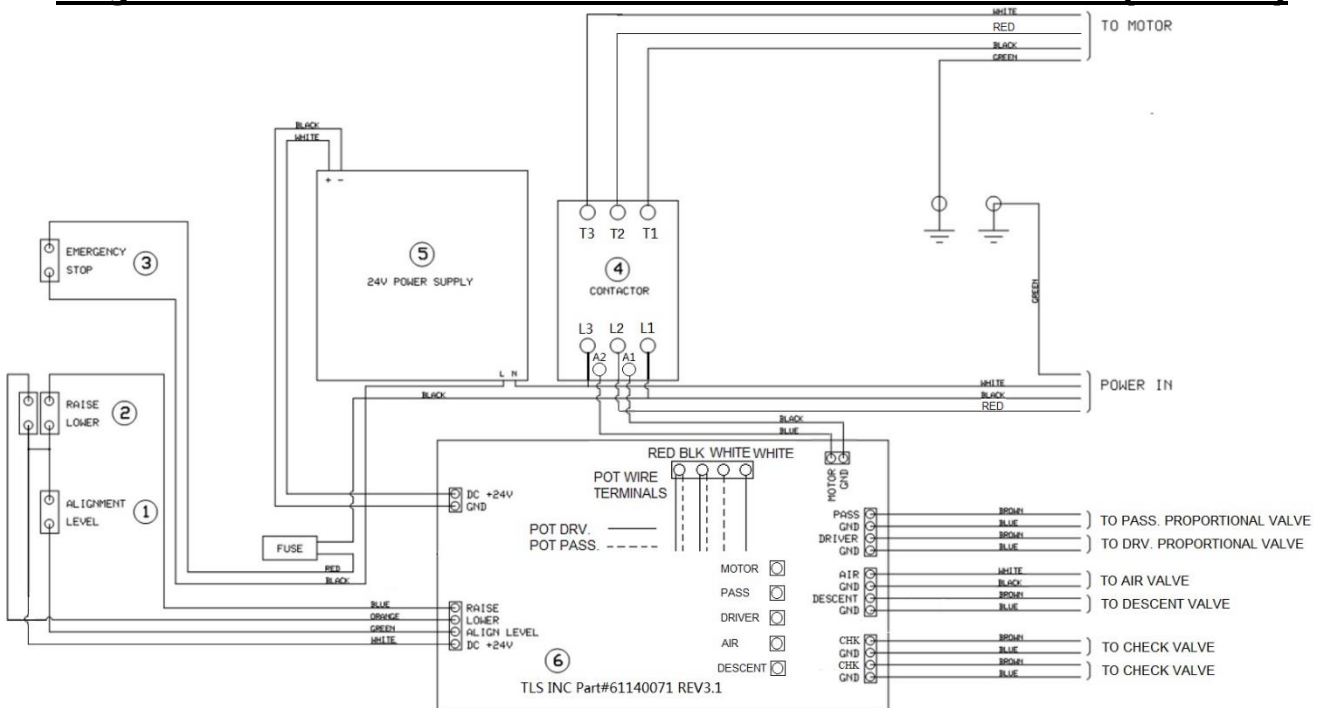 WHITE
RED
BLACK
GREEN
TO MOTOR
BLACK
WHITE
+ -
5
24V POWER SUPPLY
L N
T3 T2 T1
4
CONTACTOR
L3 L2 L1
A2 A1
EMERGENCY
STOP
3
GREEN
RAISE
LOWER
2
BLACK
WHITE
BLACK
RED
POWER IN
BLACK
BLUE
ALIGNMENT
LEVEL
1
DC +24V
GND
FUSE
RED
BLACK
RED BLK WHITE WHITE
POT WIRE
TERMINALS
POT DRV.
POT PASS.
MOTOR
GND
MOTOR
PASS
DRIVER
AIR
DESCENT
PASS
GND
DRIVER
GND
BROWN
BLUE
BROWN
BLUE
TO PASS. PROPORTIONAL VALVE
TO DRV. PROPORTIONAL VALVE
AIR
GND
DESCENT
GND
WHITE
BLACK
BROWN
BLUE
TO AIR VALVE
TO DESCENT VALVE
CHK
GND
CHK
GND
BROWN
BLUE
BROWN
BLUE
TO CHECK VALVE
TO CHECK VALVE
BLUE
ORANGE
GREEN
WHITE
RAISE
LOWER
ALIGN LEVEL
DC +24V
6
TLS INC Part#61140071 REV3.1